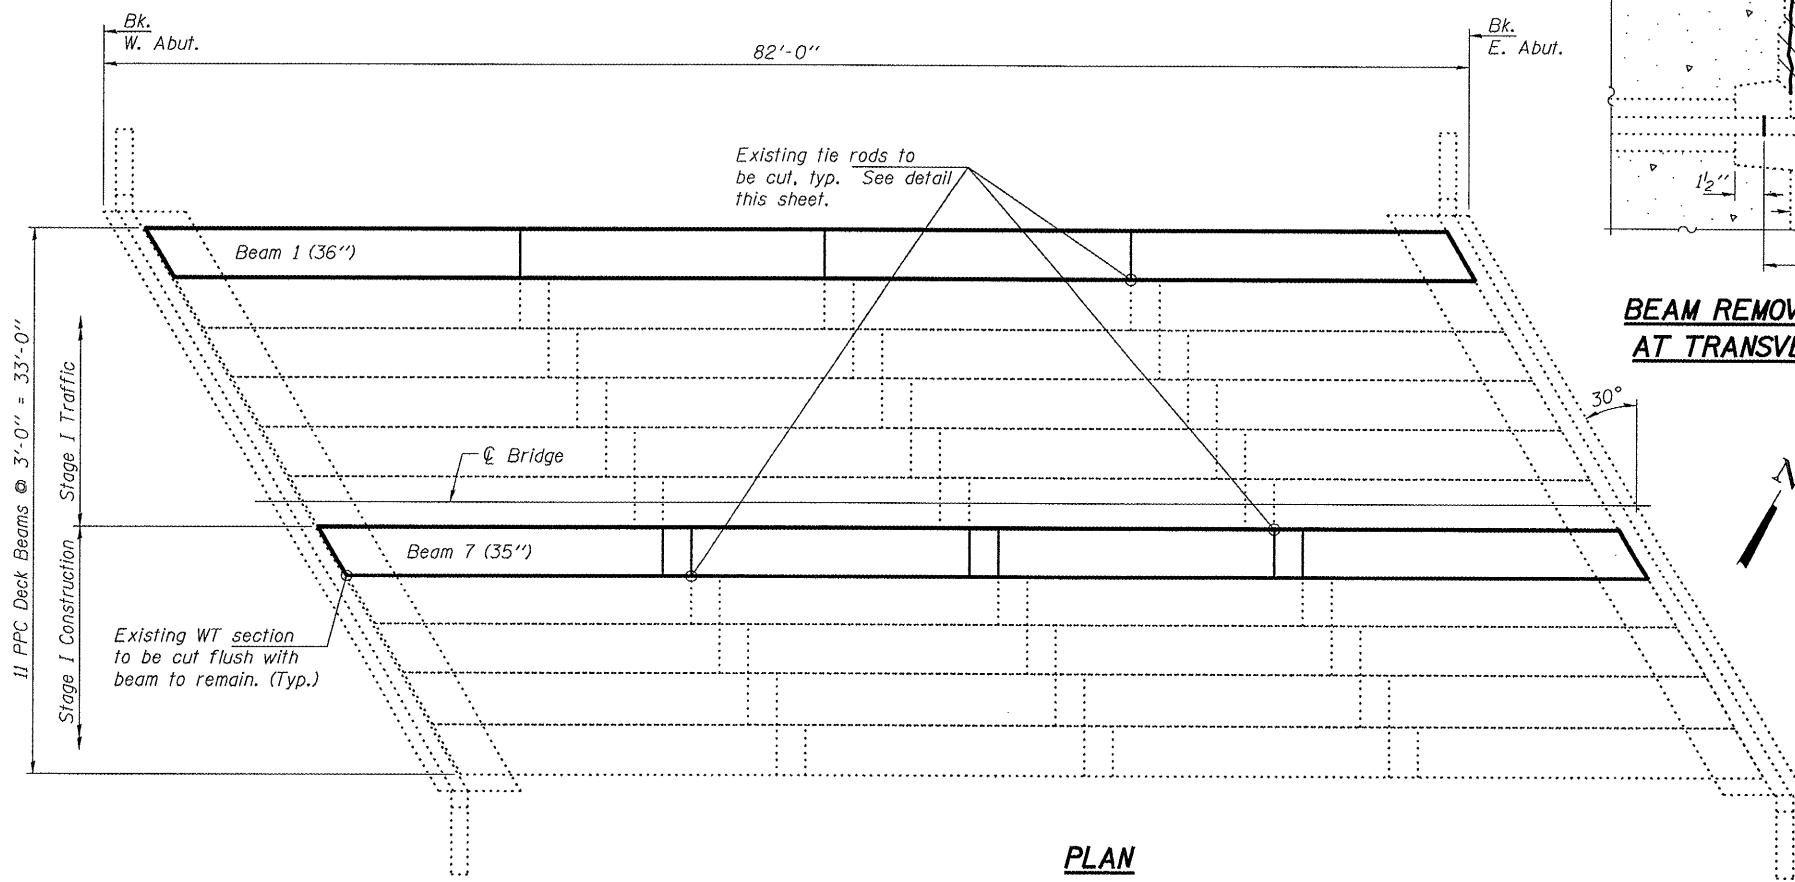 Bk.
W. Abut.
82'-0"
Bk.
E. Abut.
Existing tie rods to
be cut, typ. See detail
this sheet.
1½"
Beam 1 (36")
BEAM REMOV
AT TRANSVE
30°
11 PPC Deck Beams @ 3'-0" = 33'-0"
Stage I Traffic
Stage I Construction
℄ Bridge
Beam 7 (35")
N
Existing WT section
to be cut flush with
beam to remain. (Typ.)
PLAN